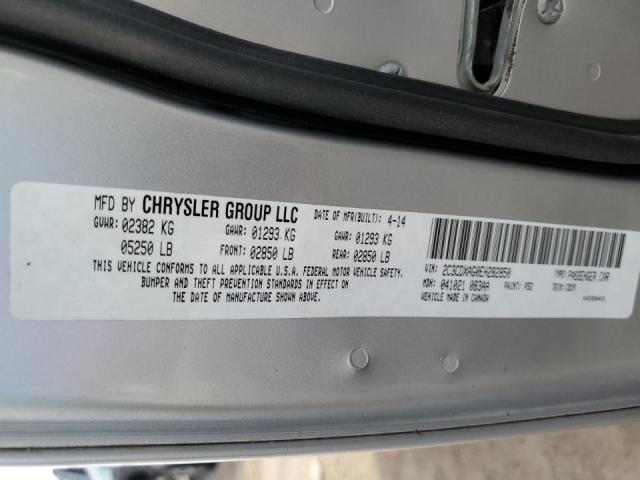 MFD BY CHRYSLER GROUP LLC DATE OF MFR(BUILT): 4-14
GVWR: 02382 KG GAWR: 01293 KG GAWR: 01293 KG
05250 LB FRONT: 02850 LB REAR: 02850 LB
THIS VEHICLE CONFORMS TO ALL APPLICABLE U.S.A. FEDERAL MOTOR VEHICLE SAFETY,
BUMPER AND THEFT PREVENTION STANDARDS IN EFFECT ON
THE DATE OF MANUFACTURE SHOWN ABOVE.
VIN: 2C3CDXAG0EH282850 TYPE: PASSENGER CAR
MDH: 041021 083AA PAINT: PS2 TRIM:
VEHICLE MADE IN CANADA